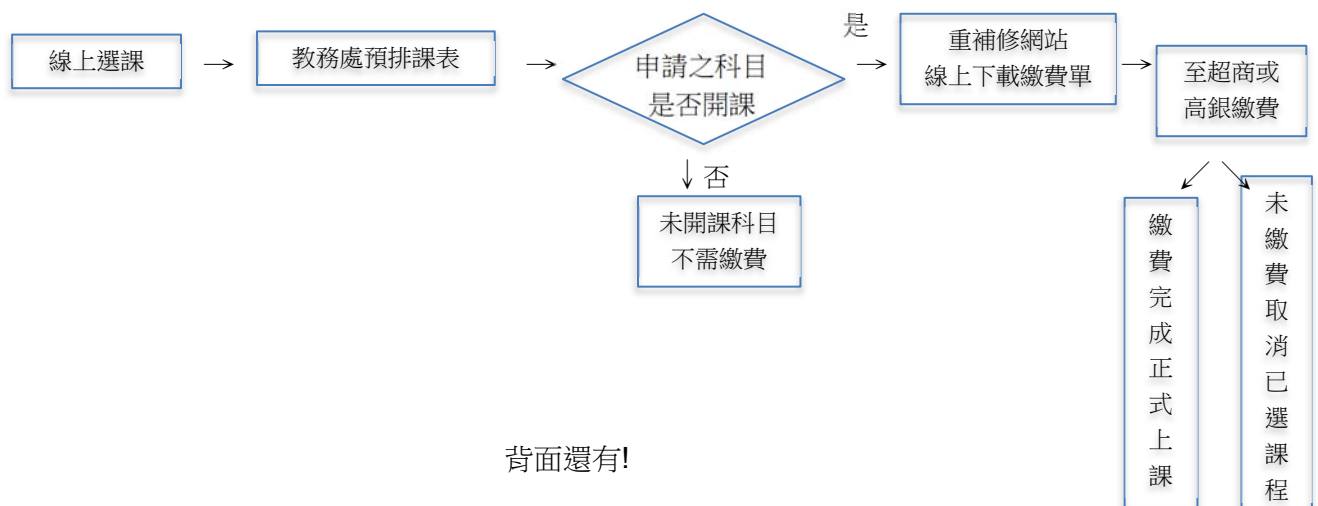 線上選課
→
教務處預排課表
→
申請之科目
是否開課
是
→
重補修網站
線上下載繳費單
→
至超商或
高銀繳費
↓否
未開課科目
不需繳費
繳費完成正式上課
未繳費取消已選課程
背面還有!